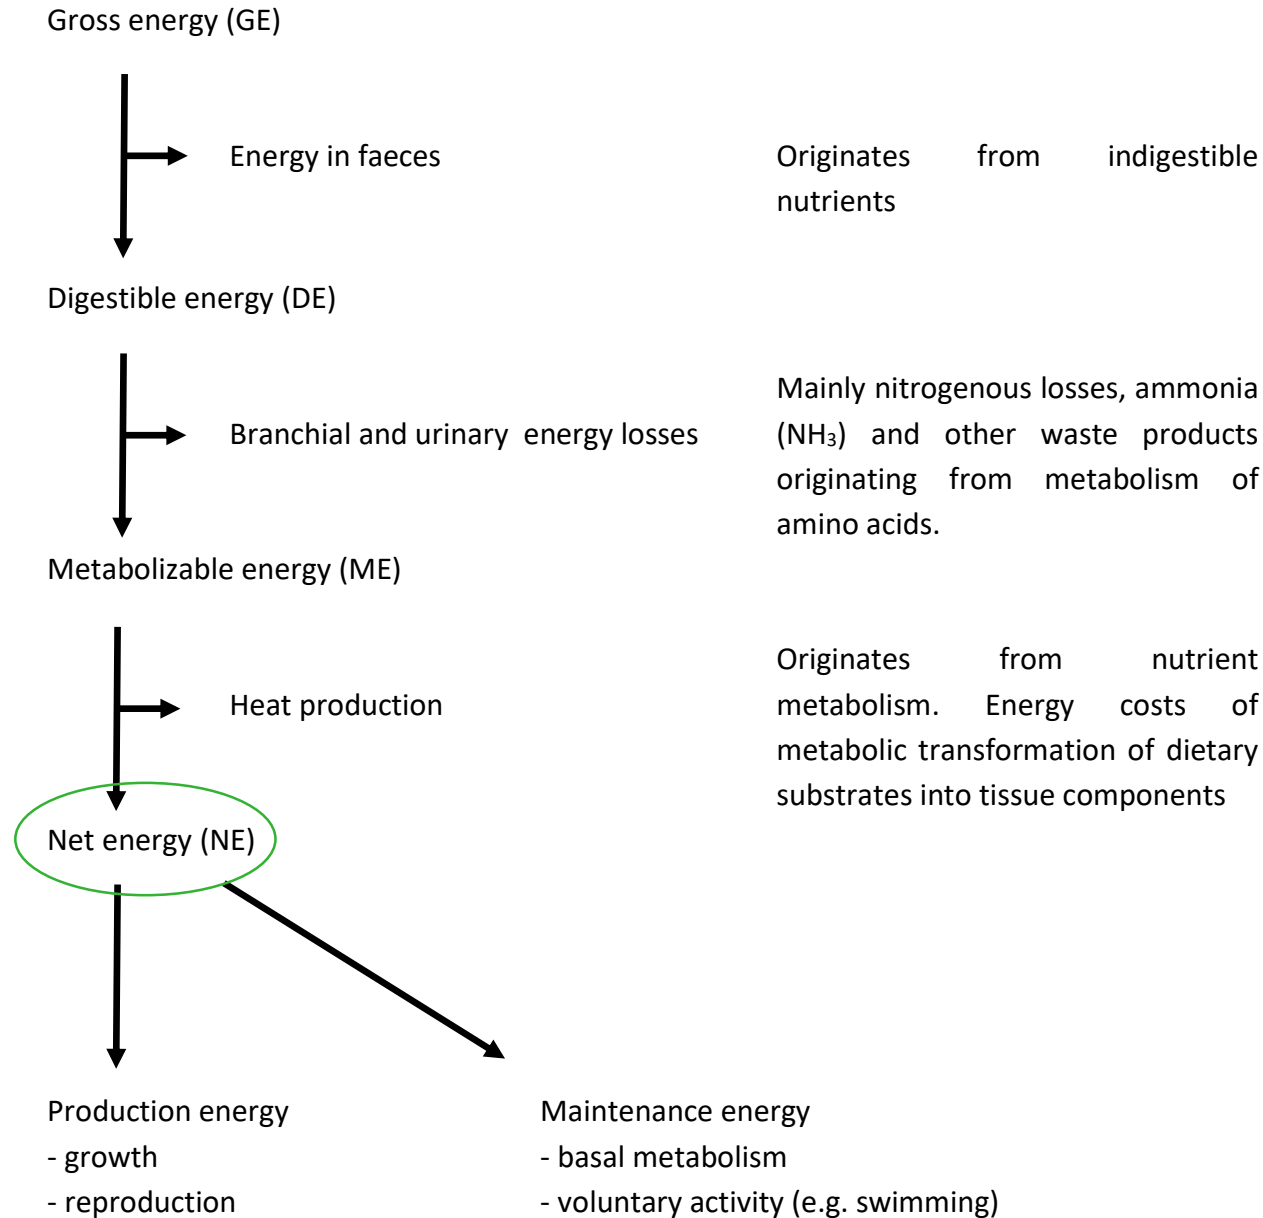 Gross energy (GE)
Energy in faeces
Originates from indigestible
nutrients
Digestible energy (DE)
Branchial and urinary energy losses
Mainly nitrogenous losses, ammonia
(NH₃) and other waste products
originating from metabolism of
amino acids.
Metabolizable energy (ME)
Heat production
Originates from nutrient
metabolism. Energy costs of
metabolic transformation of dietary
substrates into tissue components
Net energy (NE)
Production energy
- growth
- reproduction
Maintenance energy
- basal metabolism
- voluntary activity (e.g. swimming)